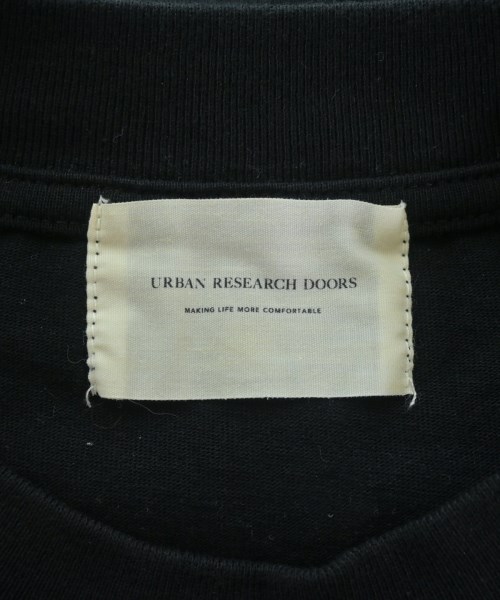 URBAN RESEARCH DOORS
MAKING LIFE MORE COMFORTABLE